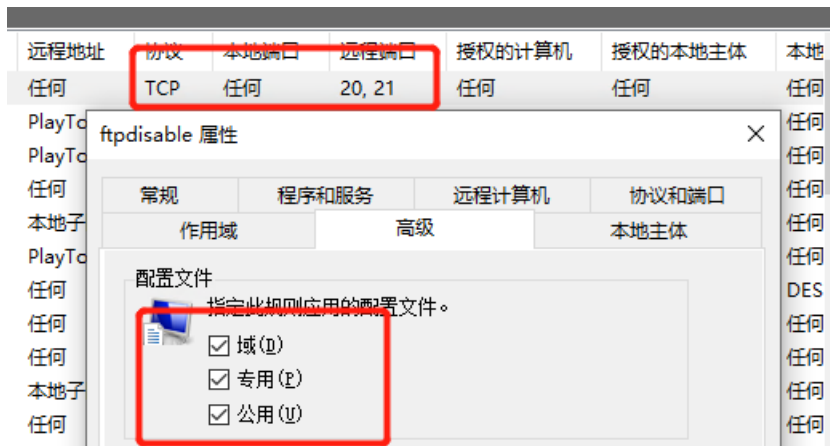 远程地址 协议 本地端口 远程端口 授权的计算机 授权的本地主体 本地
任何 TCP 任何 20, 21 任何 任何 任何
PlayTo
ftpdisable 属性
任何
PlayTo
任何
常规 程序和服务 远程计算机 协议和端口
任何
任何
本地子
作用域 高级 本地主体
任何
PlayTo
任何
配置文件
任何
指定此规则应用的配置文件。
DES
任何
域(D)
任何
任何
专用(P)
任何
本地子
任何
任何
公用(U)
任何